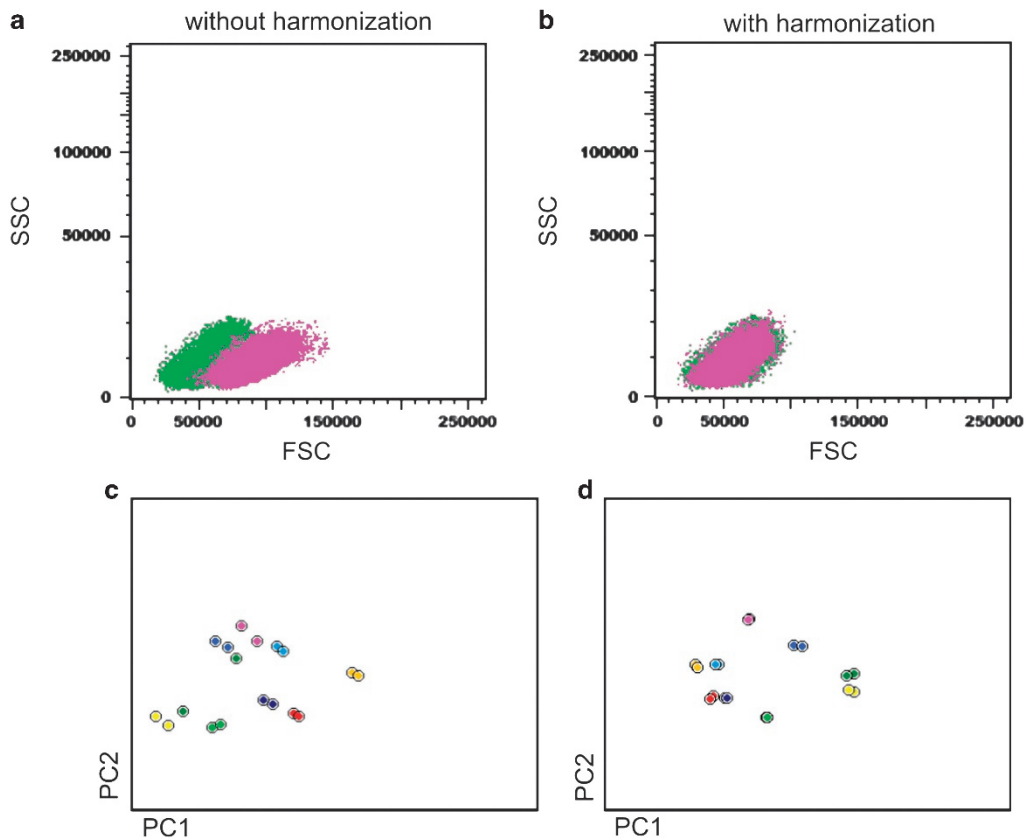 a
without harmonization
250000
100000
50000
0
SSC
0 50000 150000 250000
FSC
b
with harmonization
250000
100000
50000
0
SSC
0 50000 150000 250000
FSC
c
PC2
PC1
d
PC2
PC1